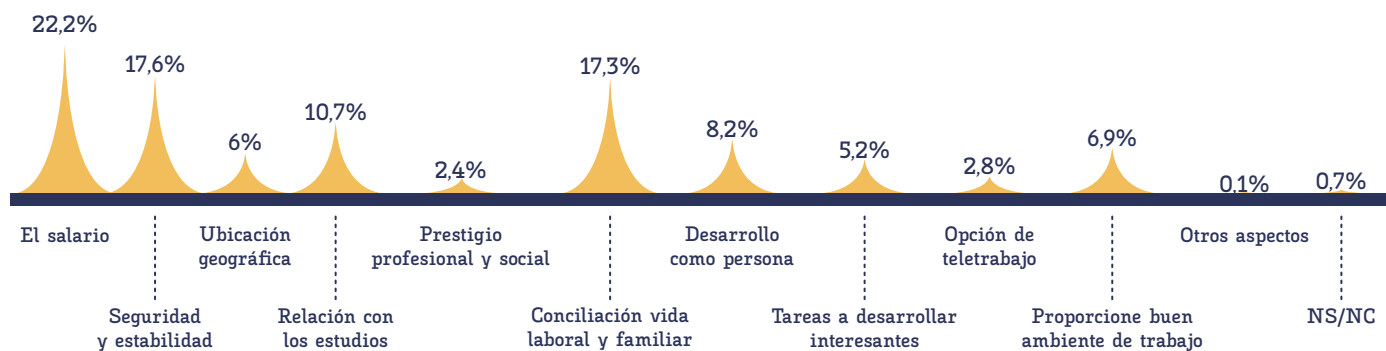 22,2%
17,6%
6%
10,7%
2,4%
17,3%
8,2%
5,2%
2,8%
6,9%
0,1%
0,7%
El salario
Seguridad
y estabilidad
Ubicación
geográfica
Relación con
los estudios
Prestigio
profesional y social
Conciliación vida
laboral y familiar
Desarrollo
como persona
Tareas a desarrollar
interesantes
Opción de
teletrabajo
Proporcione buen
ambiente de trabajo
Otros aspectos
NS/NC